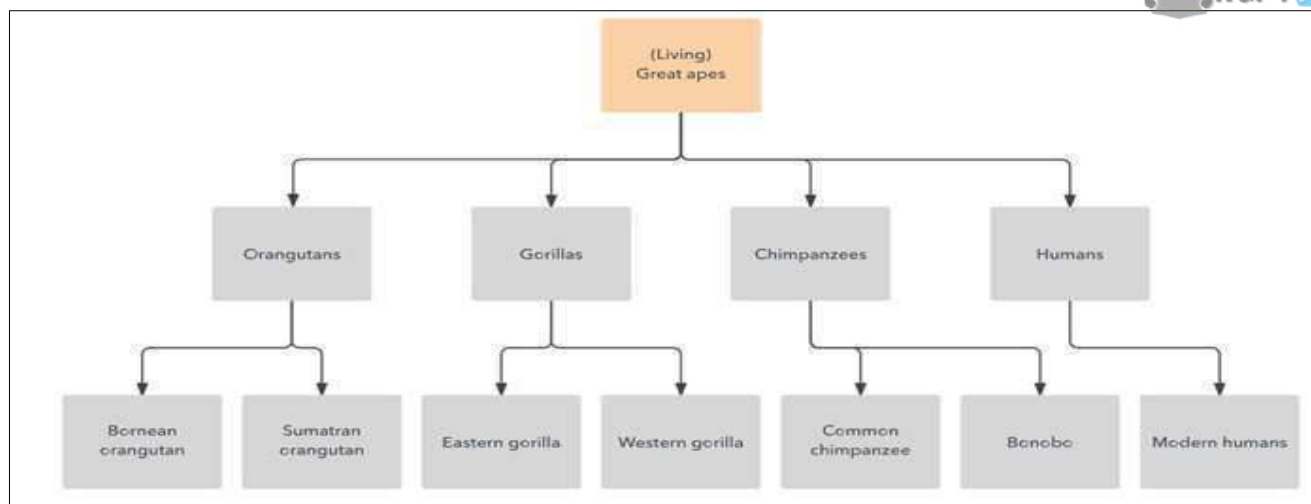 (Living)
Great apes
Orangutans
Gorillas
Chimpanzees
Humans
Bornean
orangutan
Sumatran
orangutan
Eastern gorilla
Western gorilla
Common
chimpanzee
Bonobo
Modern humans